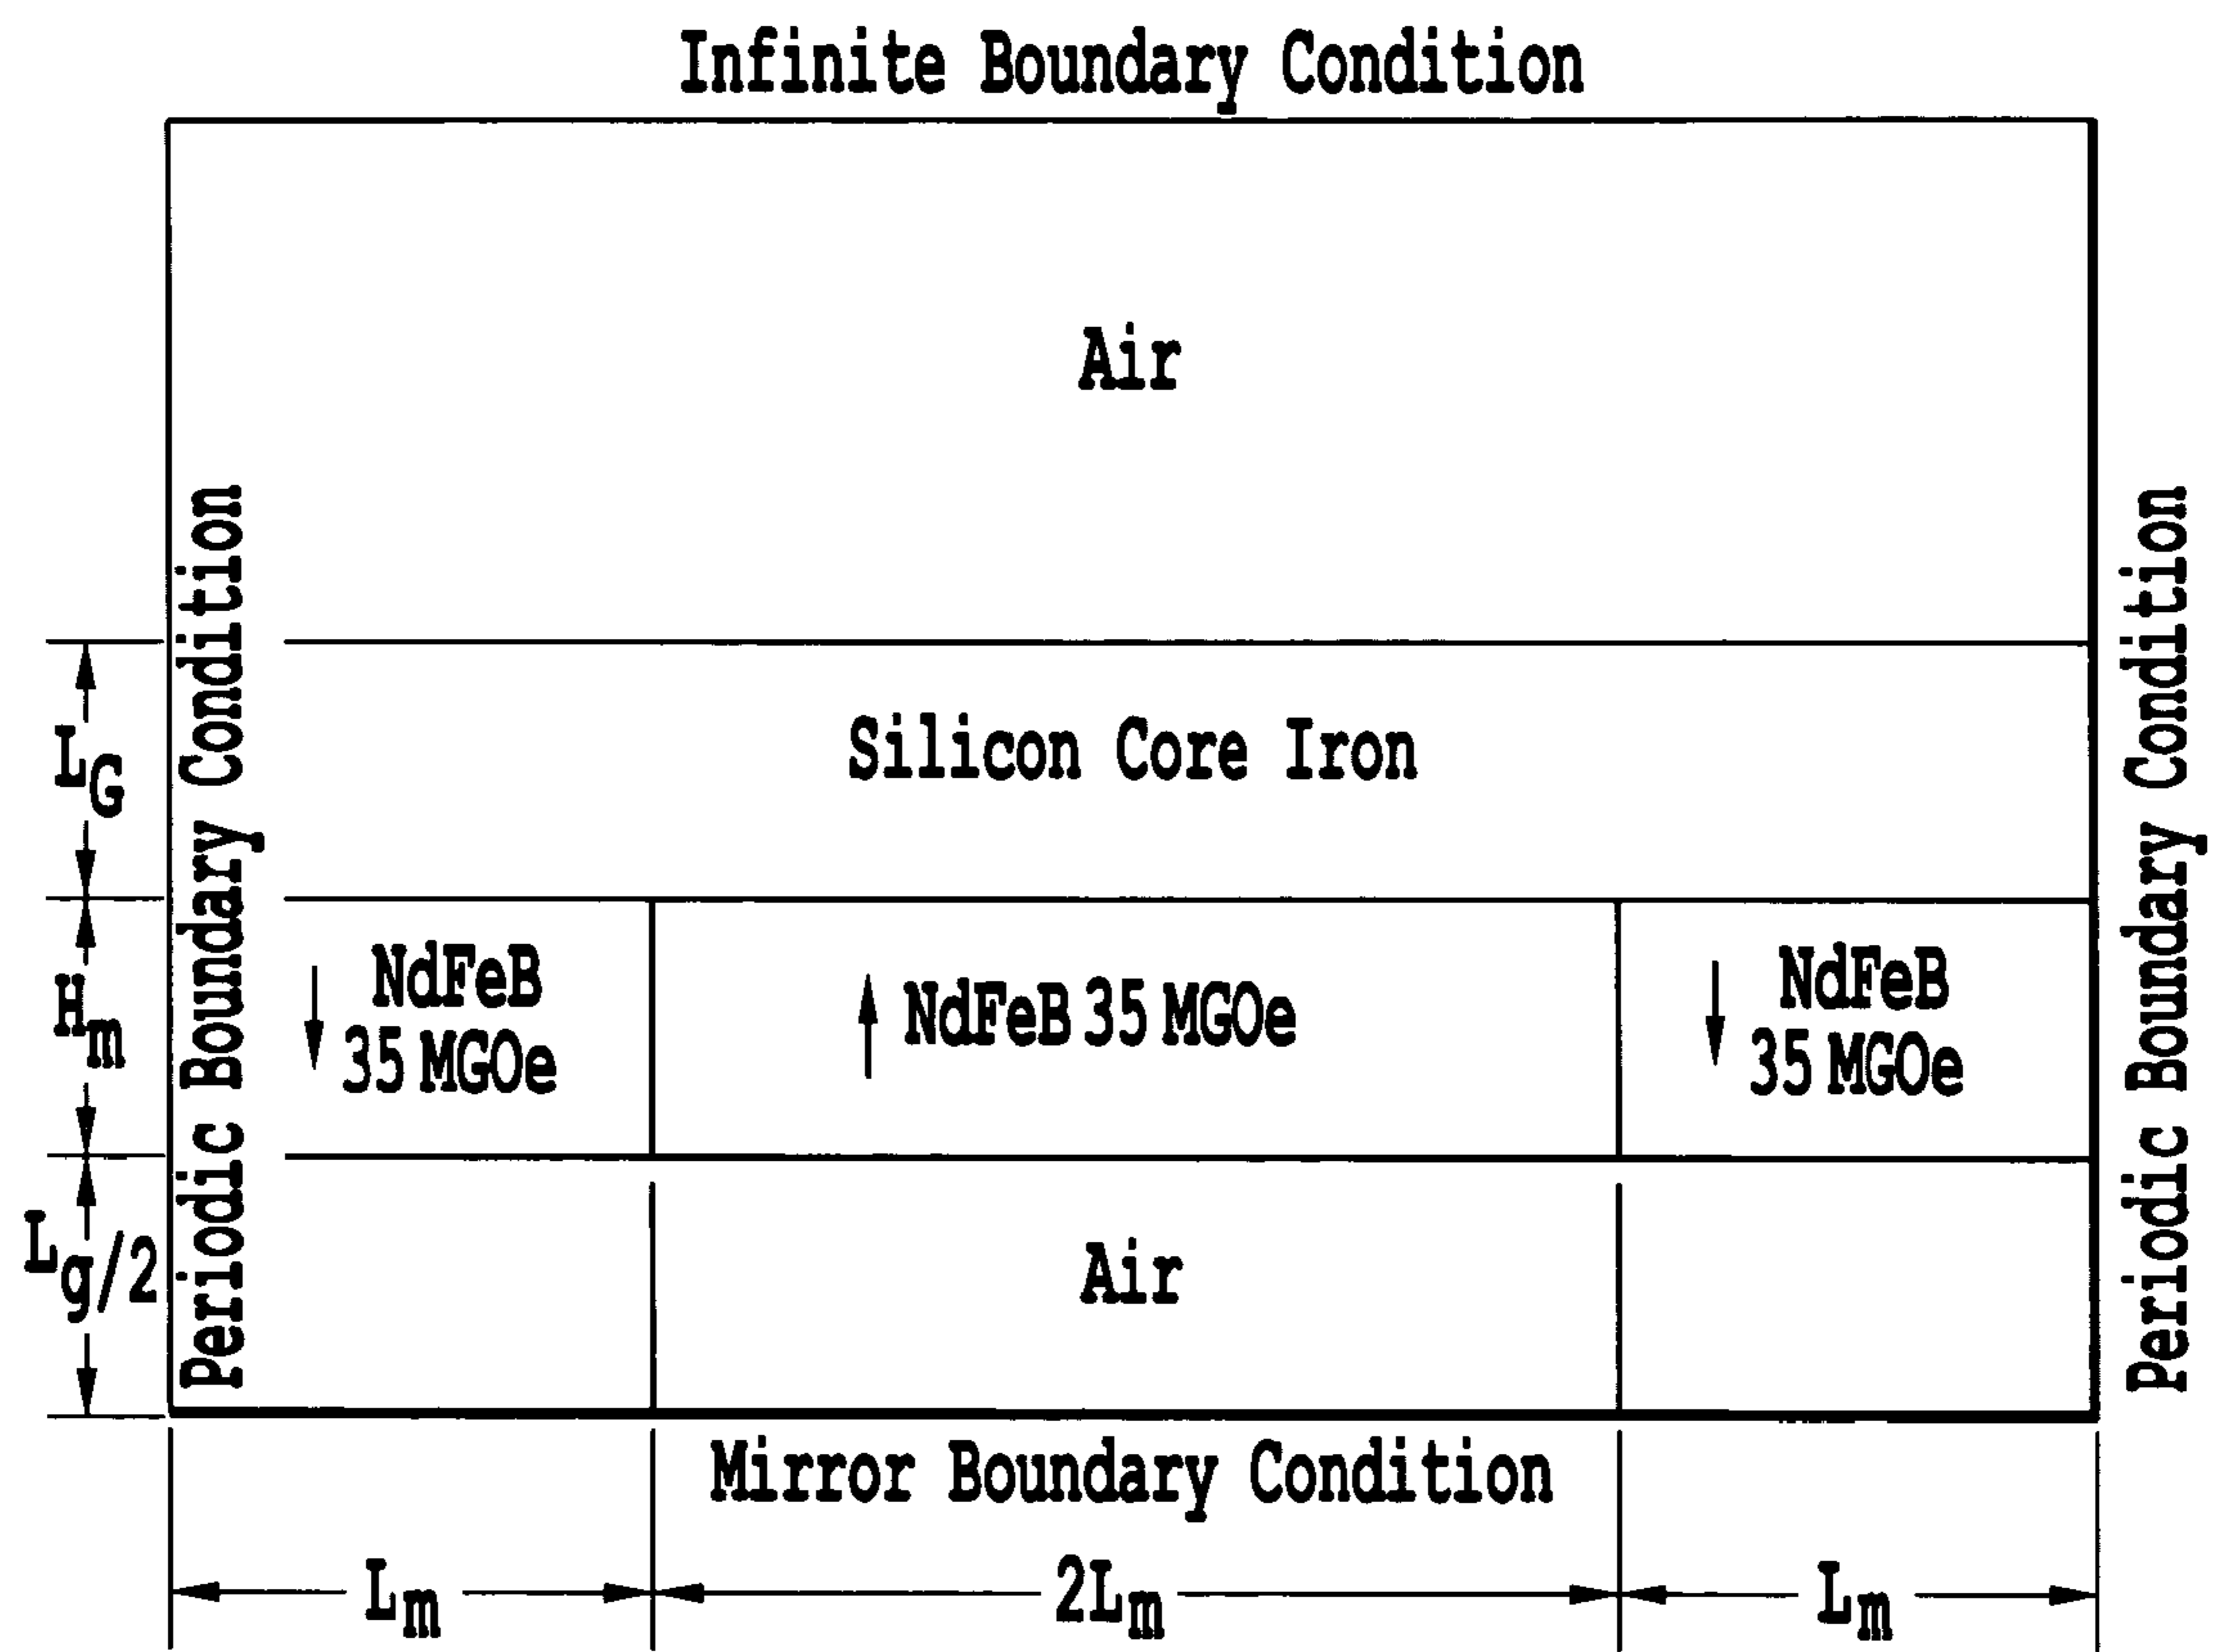 Infinite Boundary Condition
Air
Periodic Boundary Condition
Periodic Boundary Condition
LG
Silicon Core Iron
Hm
NdFeB
35 MGOe
NdFeB 35 MGOe
NdFeB
35 MGOe
Lg/2
Air
Mirror Boundary Condition
Lm
2Lm
Lm